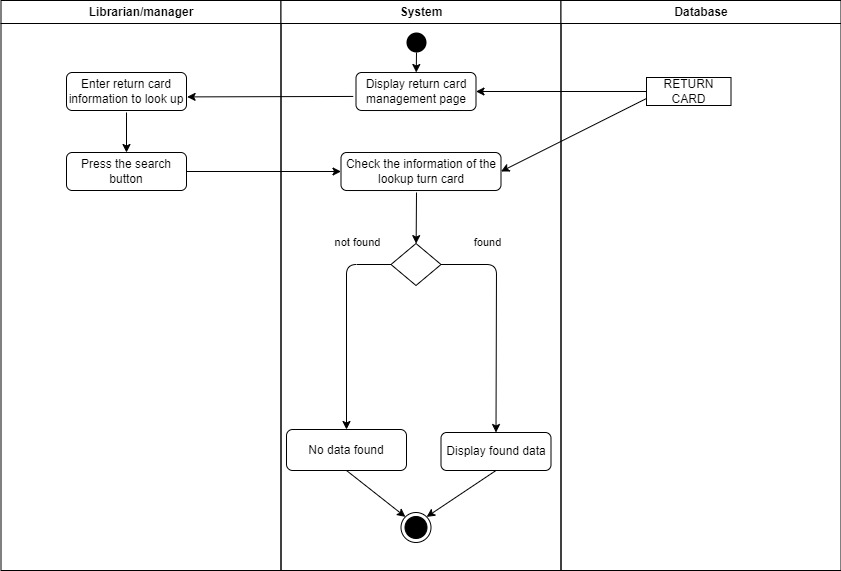 Librarian/manager
System
Database
Enter return card
information to look up
Display return card
management page
RETURN
CARD
Press the search
button
Check the information of the
lookup turn card
not found
found
No data found
Display found data